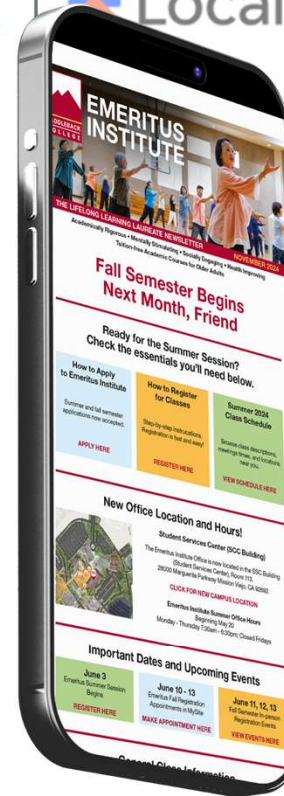 Local
SADDLEBACK
COLLEGE
EMERITUS
INSTITUTE
THE LIFELONG LEARNING LAUREATE NEWSLETTER
NOVEMBER 2024
Academically Rigorous • Mentally Stimulating • Socially Engaging • Health Improving
Tuition-free Academic Courses for Older Adults
Fall Semester Begins
Next Month, Friend
Ready for the Summer Session?
Check the essentials you'll need below.
How to Apply
to Emeritus Institute
Summer and fall semester
applications now accepted.
APPLY HERE
How to Register
for Classes
Step-by-step instrucations.
Registration is fast and easy!
REGISTER HERE
Summer 2024
Class Schedule
Browse class descriptions,
meetings times, and locations
near you.
VIEW SCHEDULE HERE
New Office Location and Hours!
Student Services Center (SCC Building)
The Emeritus Institute Office is now located in the SSC Building
(Student Services Center), Room 113,
28000 Marguerite Parkway Mission Viejo, CA 92692
CLICK FOR NEW CAMPUS LOCATION
Emeritus Institute Summer Office Hours
Beginning May 20
Monday - Thursday 7:30am - 6:30pm; Closed Fridays
Important Dates and Upcoming Events
June 3
Emeritus Summer Session
Begins
REGISTER HERE
June 10 - 13
Emeritus Fall Registration
Appointments in MySite
MAKE APPOINTMENT HERE
June 11, 12, 13
Fall Semester In-person
Registration Events
VIEW EVENTS HERE
General Class Information